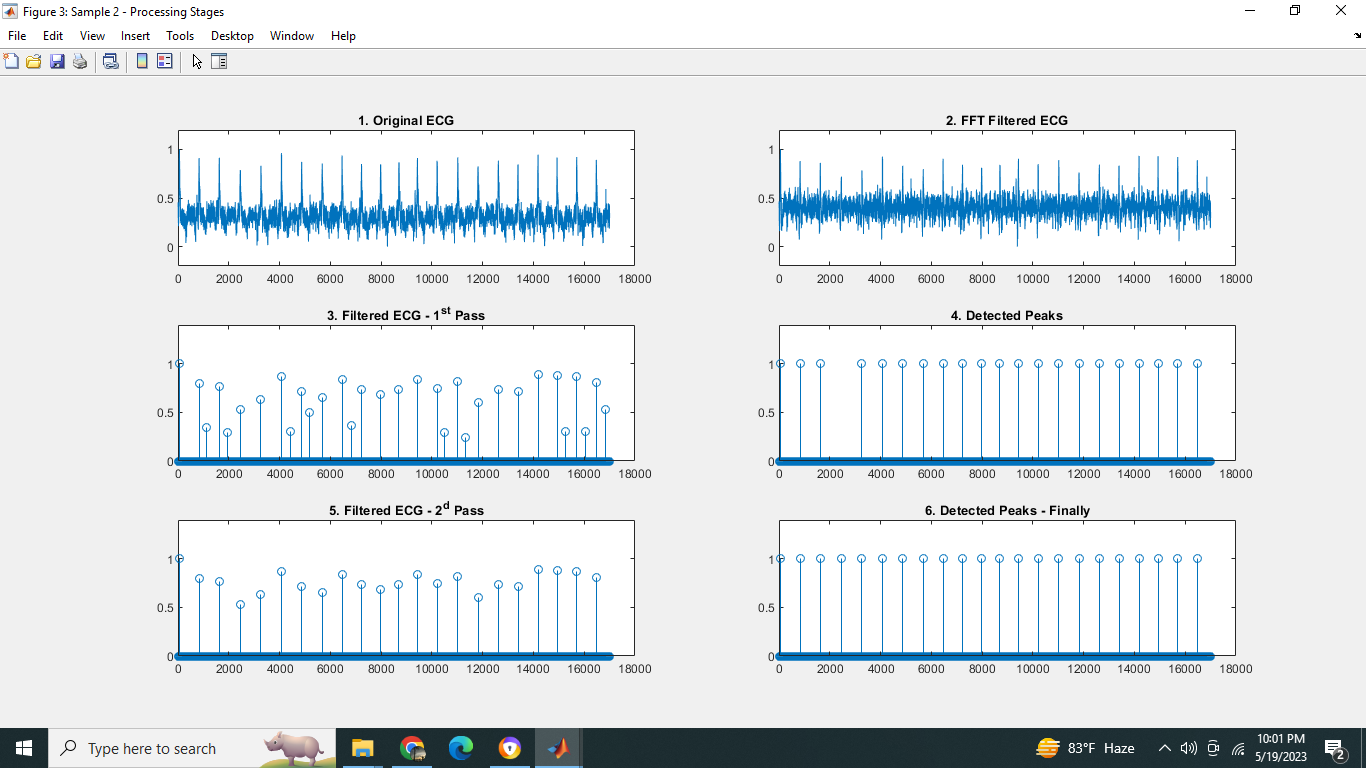 Figure 3: Sample 2 - Processing Stages
File Edit View Insert Tools Desktop Window Help
1. Original ECG
1
0.5
0
0 2000 4000 6000 8000 10000 12000 14000 16000 18000
2. FFT Filtered ECG
1
0.5
0
0 2000 4000 6000 8000 10000 12000 14000 16000 18000
3. Filtered ECG - 1st Pass
1
0.5
0
0 2000 4000 6000 8000 10000 12000 14000 16000 18000
4. Detected Peaks
1
0.5
0
0 2000 4000 6000 8000 10000 12000 14000 16000 18000
5. Filtered ECG - 2d Pass
1
0.5
0
0 2000 4000 6000 8000 10000 12000 14000 16000 18000
6. Detected Peaks - Finally
1
0.5
0
0 2000 4000 6000 8000 10000 12000 14000 16000 18000
Type here to search
83°F Haze
10:01 PM
5/19/2023
2